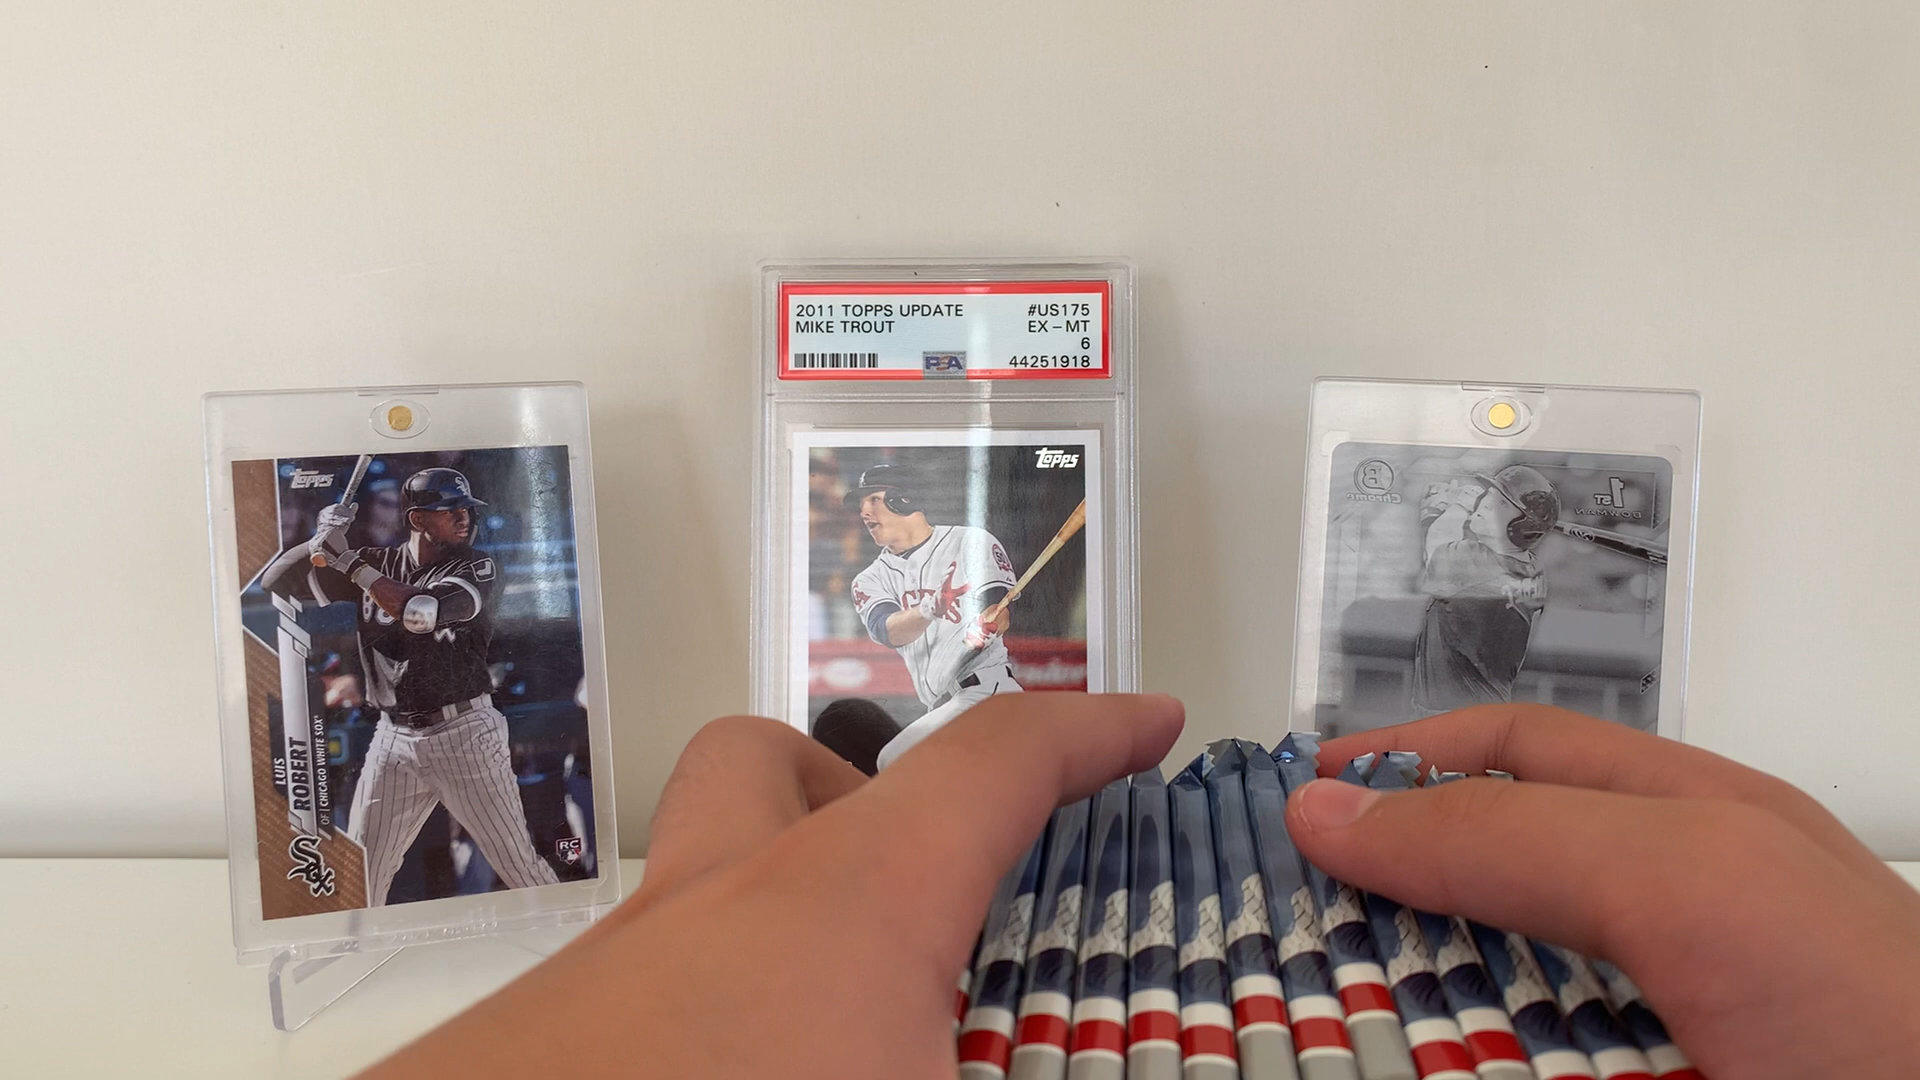 2011 TOPPS UPDATE #US175
MIKE TROUT EX – MT
6
PSA 44251918
Topps
LUIS
ROBERT
OF | CHICAGO WHITE SOX®
Sox
RC
Topps
B
Chrome
1ST
BOWMAN